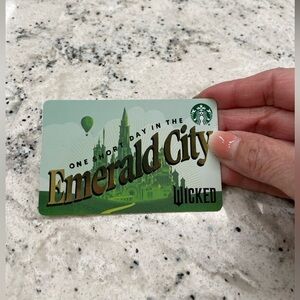 ONE SHORT DAY IN THE
Emerald City
WICKED